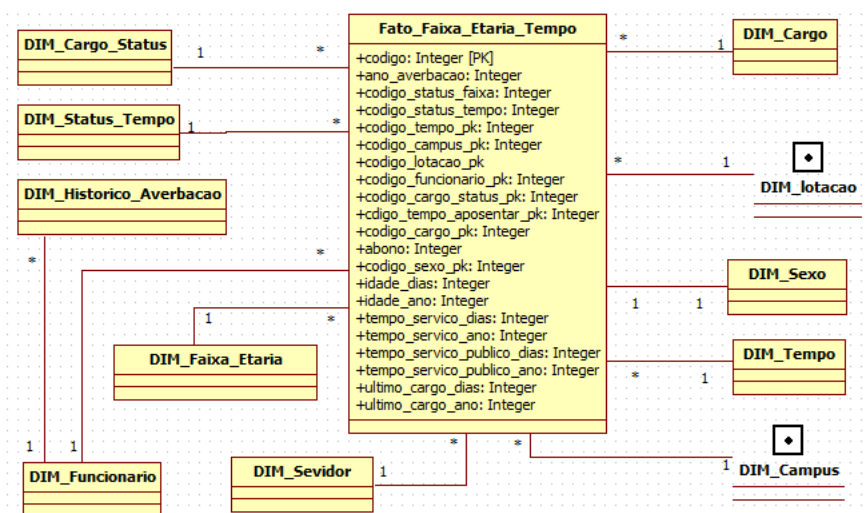 DIM_Cargo_Status
1
*
DIM_Status_Tempo
1
*
DIM_Historico_Averbacao
*
1
*
1
DIM_Faixa_Etaria
1
*
DIM_Funcionario
DIM_Sevidor
1
*
Fato_Faixa_Etaria_Tempo
+codigo: Integer [PK]
+ano_averbacao: Integer
+codigo_status_faixa: Integer
+codigo_status_tempo: Integer
+codigo_tempo_pk: Integer
+codigo_campus_pk: Integer
+codigo_lotacao_pk
+codigo_funcionario_pk: Integer
+codigo_cargo_status_pk: Integer
+cdigo_tempo_aposentar_pk: Integer
+codigo_cargo_pk: Integer
+abono: Integer
+codigo_sexo_pk: Integer
+idade_dias: Integer
+idade_ano: Integer
+tempo_servico_dias: Integer
+tempo_servico_ano: Integer
+tempo_servico_publico_dias: Integer
+tempo_servico_publico_ano: Integer
+ultimo_cargo_dias: Integer
+ultimo_cargo_ano: Integer
*
1
DIM_Cargo
*
1
DIM_lotacao
1
1
DIM_Sexo
*
1
DIM_Tempo
*
1
DIM_Campus